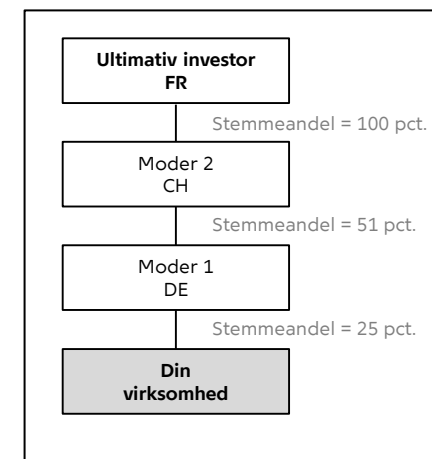 Ultimativ investor
FR
Stemmeandel = 100 pct.
Moder 2
CH
Stemmeandel = 51 pct.
Moder 1
DE
Stemmeandel = 25 pct.
Din
virksomhed